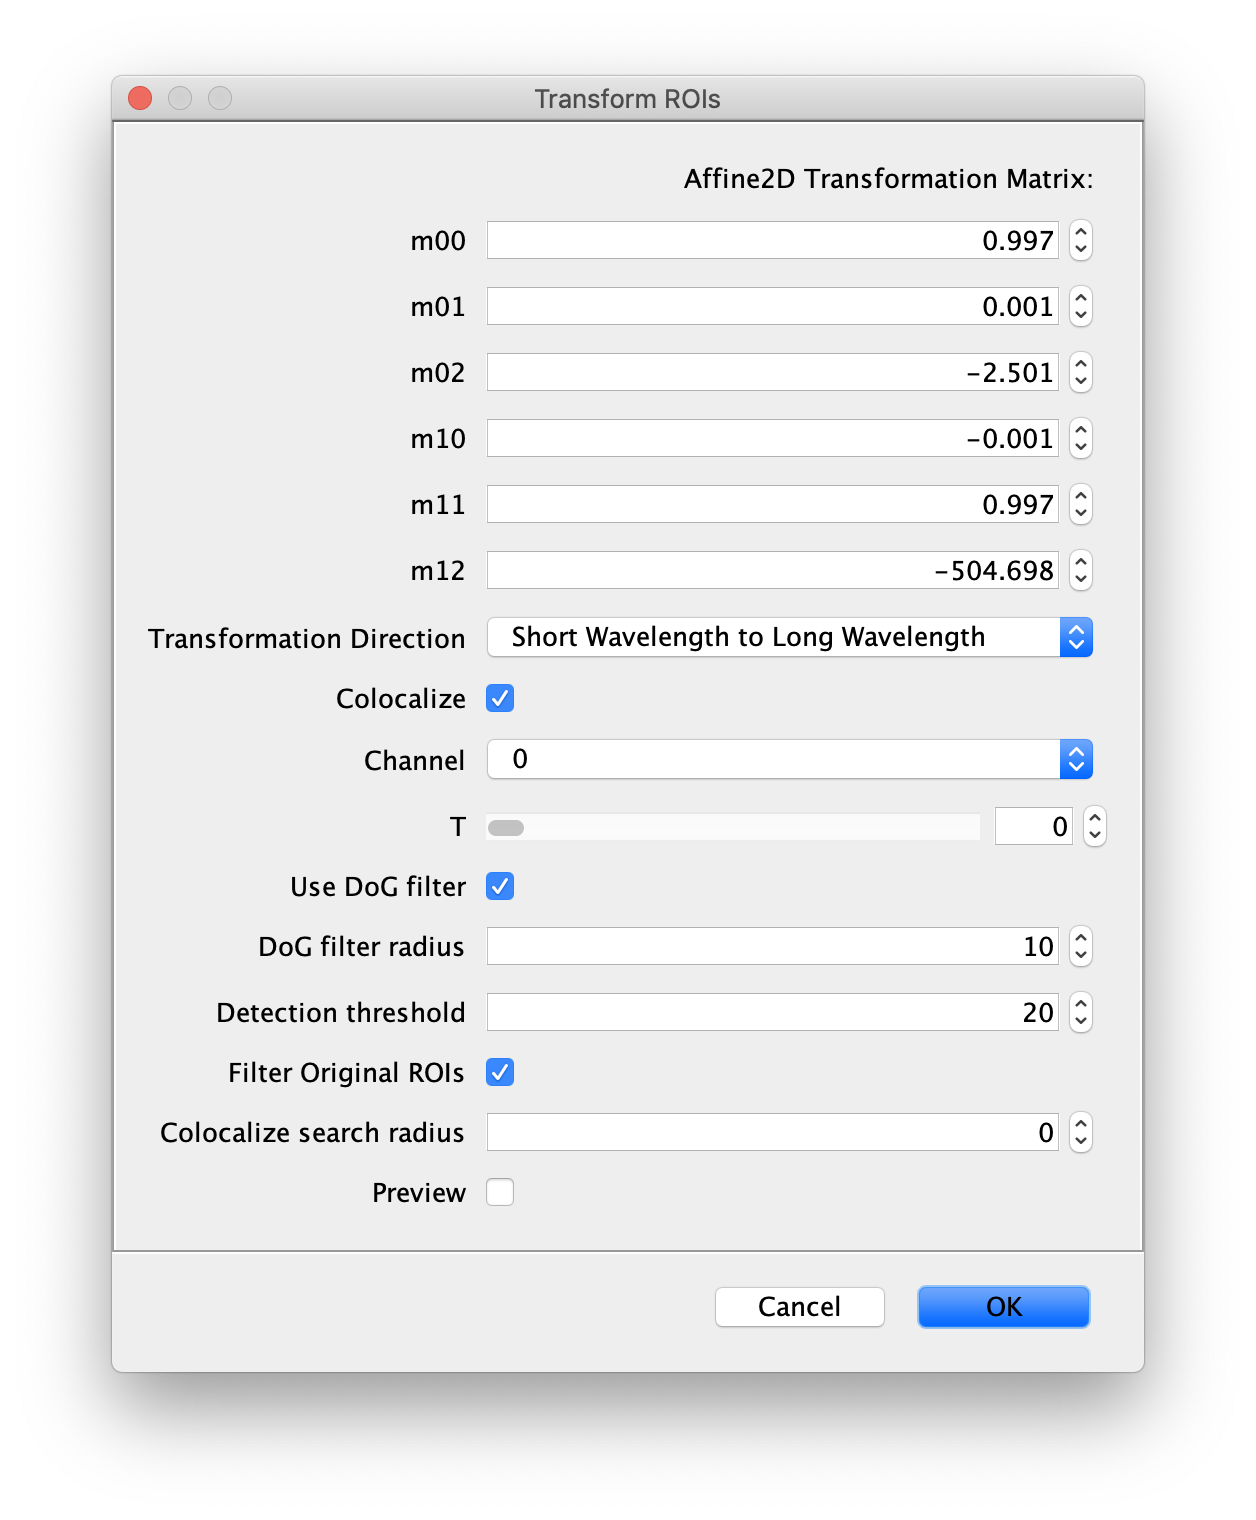 Transform ROIs
Affine2D Transformation Matrix:
m00 0.997
m01 0.001
m02 -2.501
m10 -0.001
m11 0.997
m12 -504.698
Transformation Direction Short Wavelength to Long Wavelength
Colocalize
Channel 0
T 0
Use DoG filter
DoG filter radius 10
Detection threshold 20
Filter Original ROIs
Colocalize search radius 0
Preview
Cancel OK